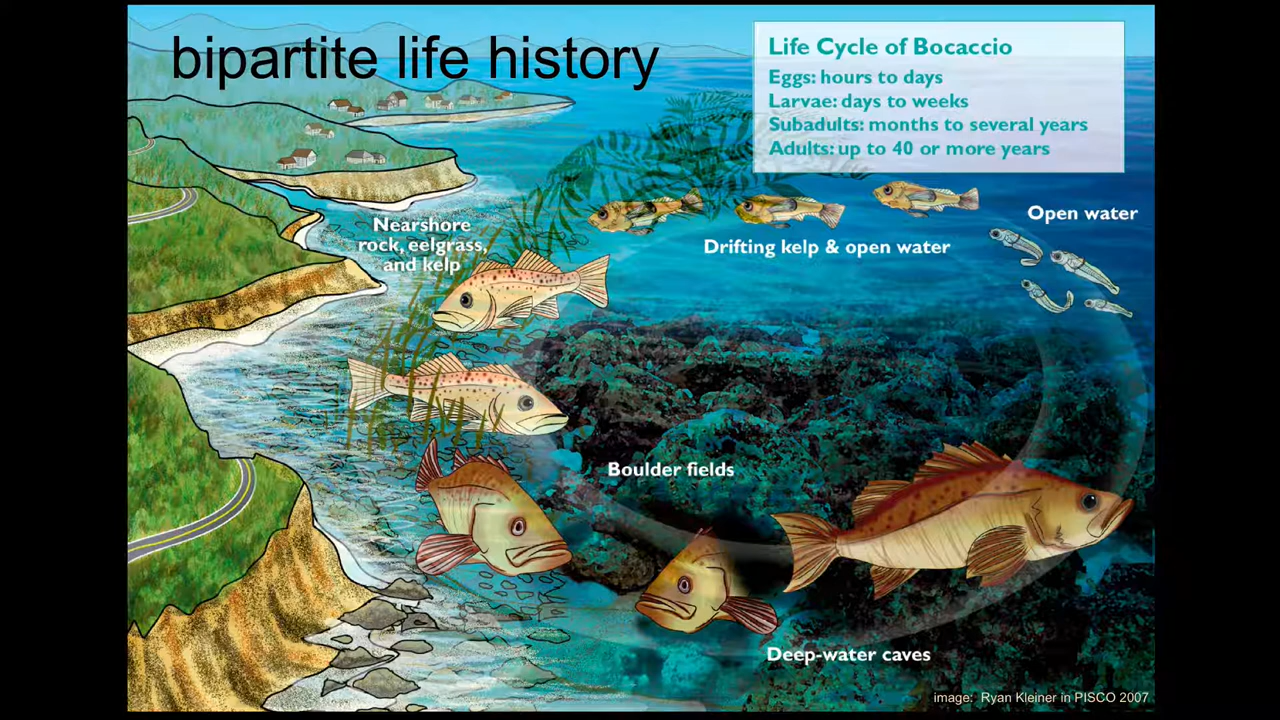 bipartite life history
Life Cycle of Bocaccio
Eggs: hours to days
Larvae: days to weeks
Subadults: months to several years
Adults: up to 40 or more years
Nearshore
rock, eelgrass,
and kelp
Drifting kelp & open water
Open water
Boulder fields
Deep-water caves
image: Ryan Kleiner in PISCO 2007